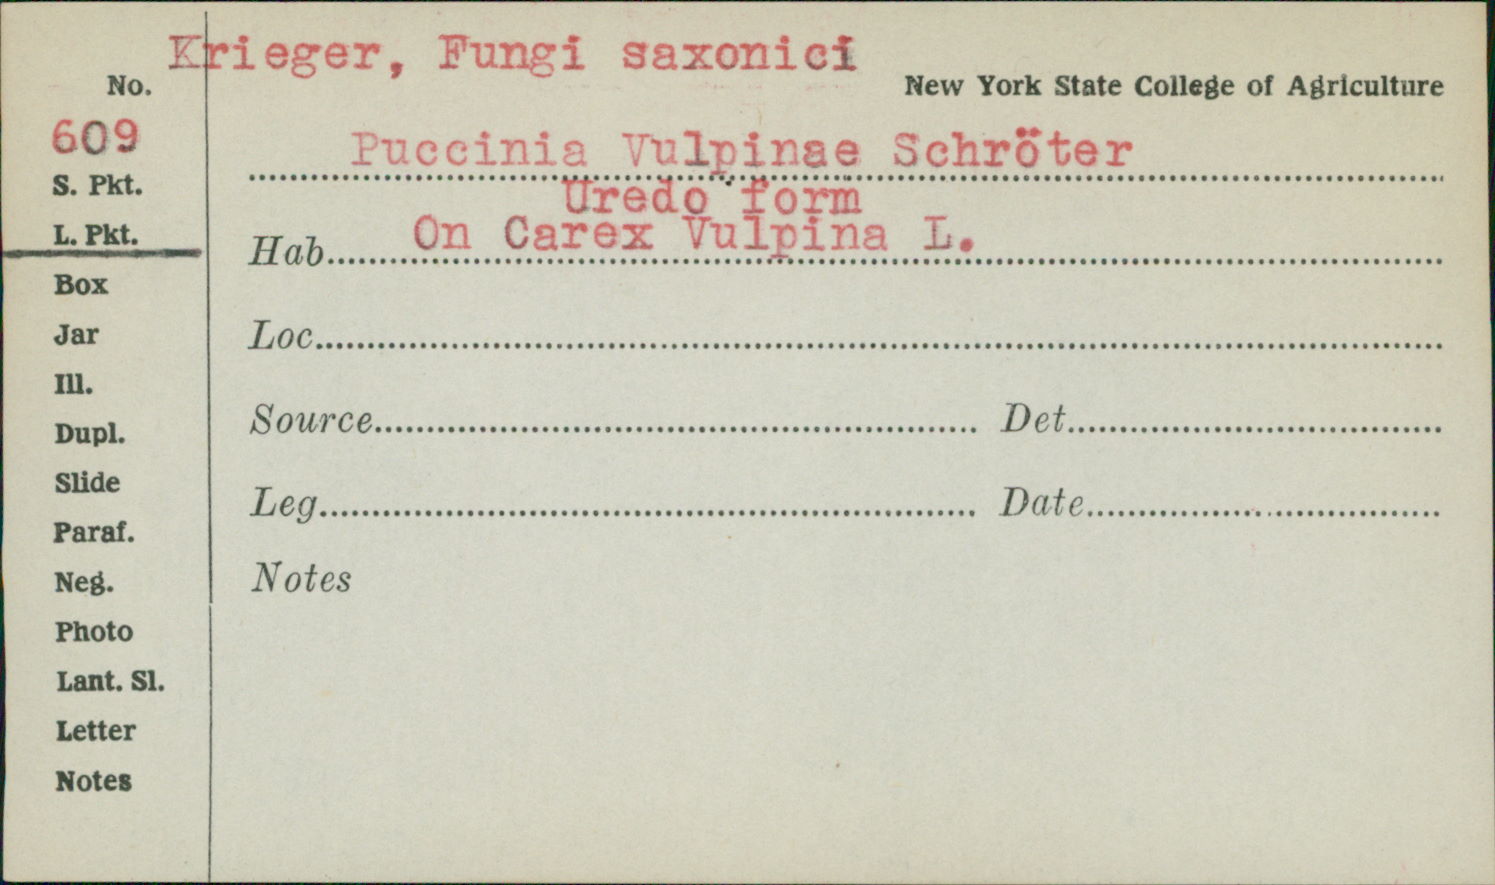 Krieger, Fungi saxonici
No.
New York State College of Agriculture
609
Puccinia Vulpinae Schröter
S. Pkt.
Uredo form
L. Pkt.
Hab. On Carex Vulpina L.
Box
Jar
Loc.
Ill.
Dupl.
Source Det.
Slide
Leg. Date
Paraf.
Neg.
Notes
Photo
Lant. Sl.
Letter
Notes